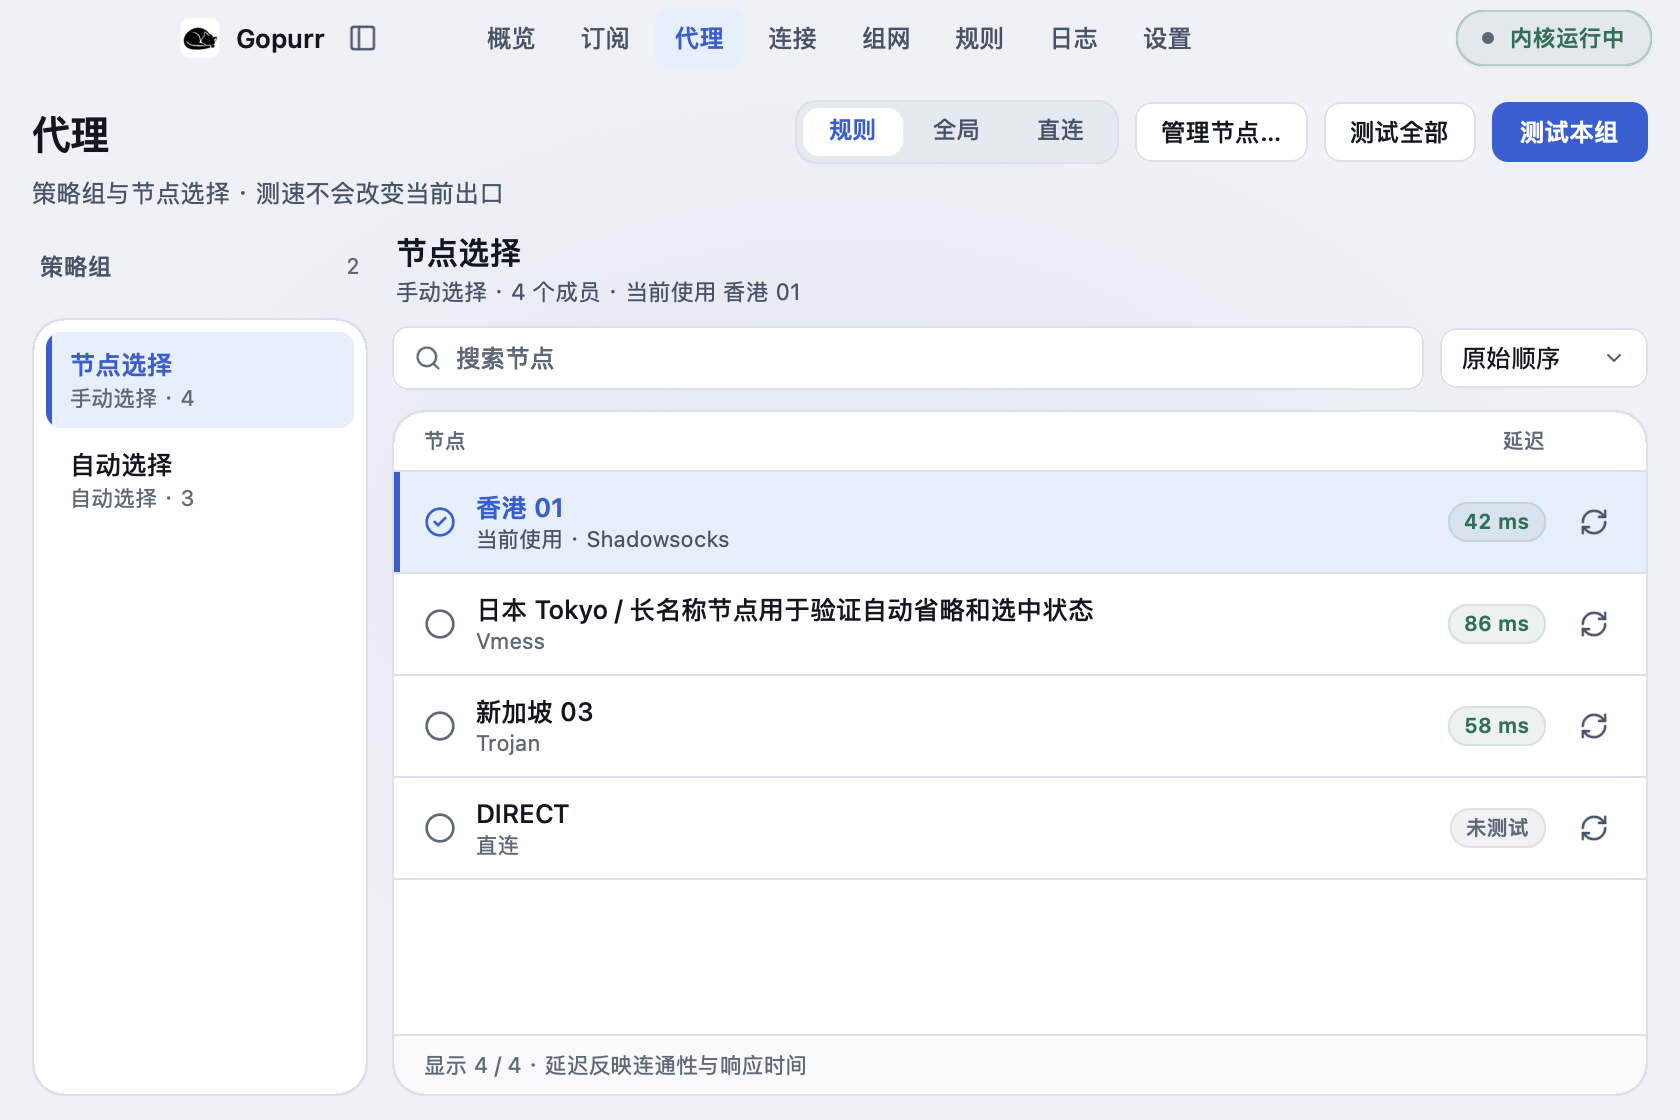 Gopurr
概览 订阅 代理 连接 组网 规则 日志 设置
内核运行中
代理
规则 全局 直连
管理节点...
测试全部
测试本组
策略组与节点选择 · 测速不会改变当前出口
策略组 2
节点选择
手动选择 · 4
自动选择
自动选择 · 3
节点选择
手动选择 · 4 个成员 · 当前使用 香港 01
搜索节点
原始顺序
节点 延迟
香港 01
当前使用 · Shadowsocks
42 ms
日本 Tokyo / 长名称节点用于验证自动省略和选中状态
Vmess
86 ms
新加坡 03
Trojan
58 ms
DIRECT
直连
未测试
显示 4 / 4 · 延迟反映连通性与响应时间